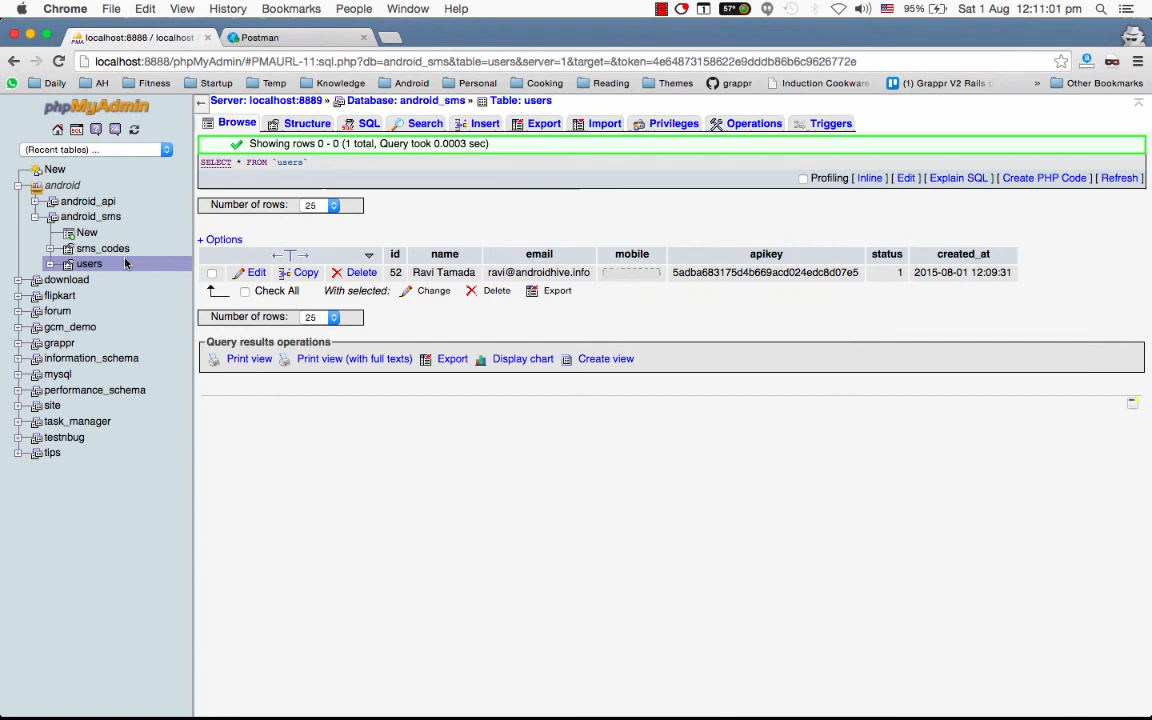 Chrome File Edit View History Bookmarks People Window Help 1 57° 95% Sat 1 Aug 12:11:01 pm
localhost:8888 / localhost Postman
localhost:8888/phpMyAdmin/#PMAURL-11:sql.php?db=android_sms&table=users&server=1&target=&token=4e64873158622e9dddb86b6c9626772e
Daily AH Fitness Startup Temp Knowledge Android Personal Cooking Reading Themes grappr Induction Cookware (1) Grappr V2 Rails » Other Bookmarks
phpMyAdmin
(Recent tables) ...
New
android
android_api
android_sms
New
sms_codes
users
download
flipkart
forum
gcm_demo
grappr
information_schema
mysql
performance_schema
site
task_manager
testnbug
tips
Server: localhost:8889 » Database: android_sms » Table: users
Browse Structure SQL Search Insert Export Import Privileges Operations Triggers
Showing rows 0 - 0 (1 total, Query took 0.0003 sec)
SELECT * FROM `users`
Profiling [ Inline ] [ Edit ] [ Explain SQL ] [ Create PHP Code ] [ Refresh ]
Number of rows: 25
+ Options
id name email mobile apikey status created_at
Edit Copy Delete 52 Ravi Tamada ravi@androidhive.info 5adba683175d4b669acd024edc8d07e5 1 2015-08-01 12:09:31
Check All With selected: Change Delete Export
Number of rows: 25
Query results operations
Print view Print view (with full texts) Export Display chart Create view